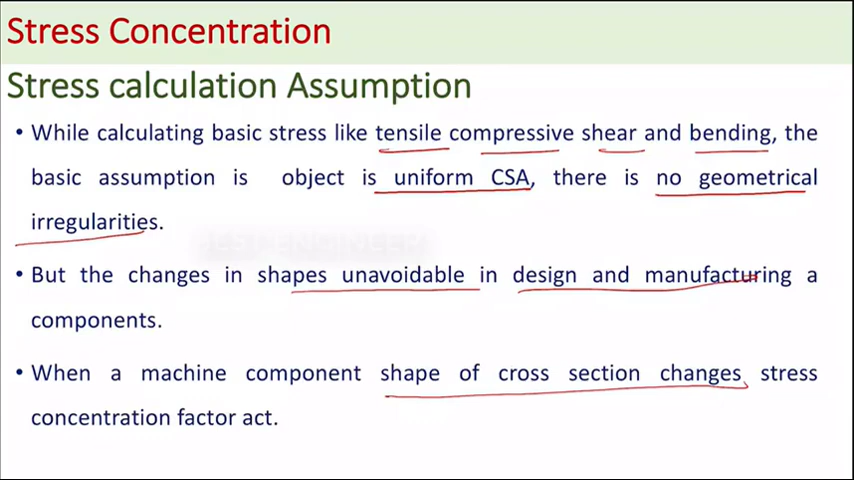 Stress Concentration
Stress calculation Assumption
• While calculating basic stress like tensile compressive shear and bending, the
basic assumption is object is uniform CSA, there is no geometrical
irregularities.
• But the changes in shapes unavoidable in design and manufacturing a
components.
• When a machine component shape of cross section changes stress
concentration factor act.